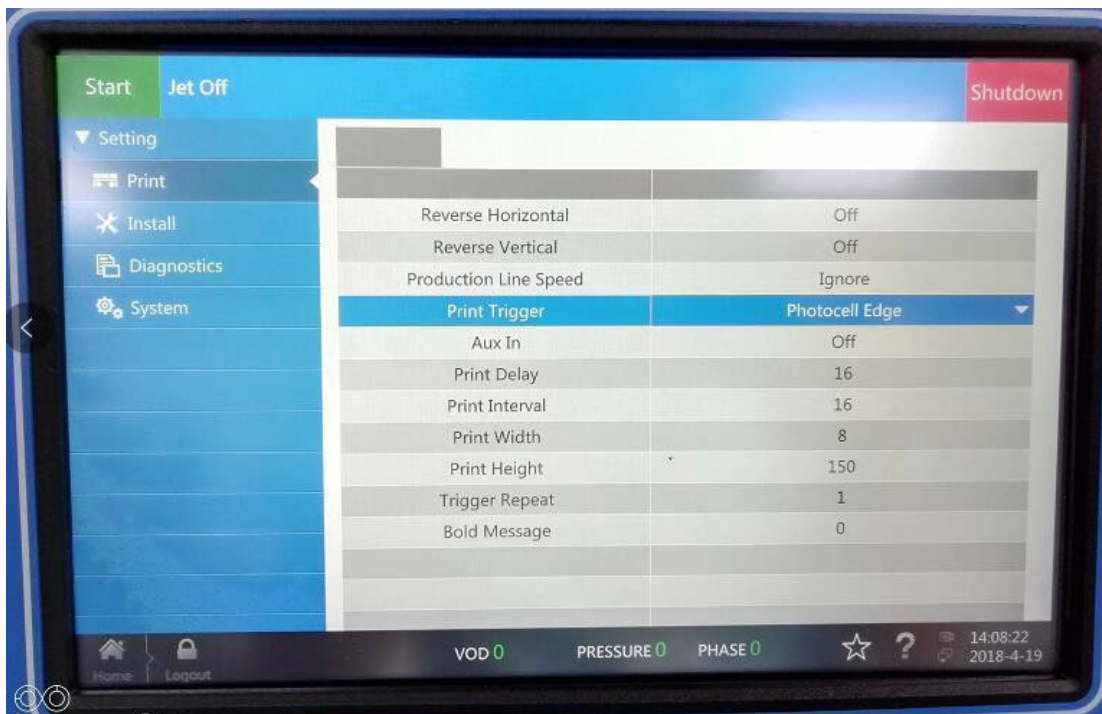 Start Jet Off Shutdown
Setting
Print
Install
Diagnostics
System
Reverse Horizontal Off
Reverse Vertical Off
Production Line Speed Ignore
Print Trigger Photocell Edge
Aux In Off
Print Delay 16
Print Interval 16
Print Width 8
Print Height 150
Trigger Repeat 1
Bold Message 0
Home Logout VOD 0 PRESSURE 0 PHASE 0 ? 14:08:22
2018-4-19